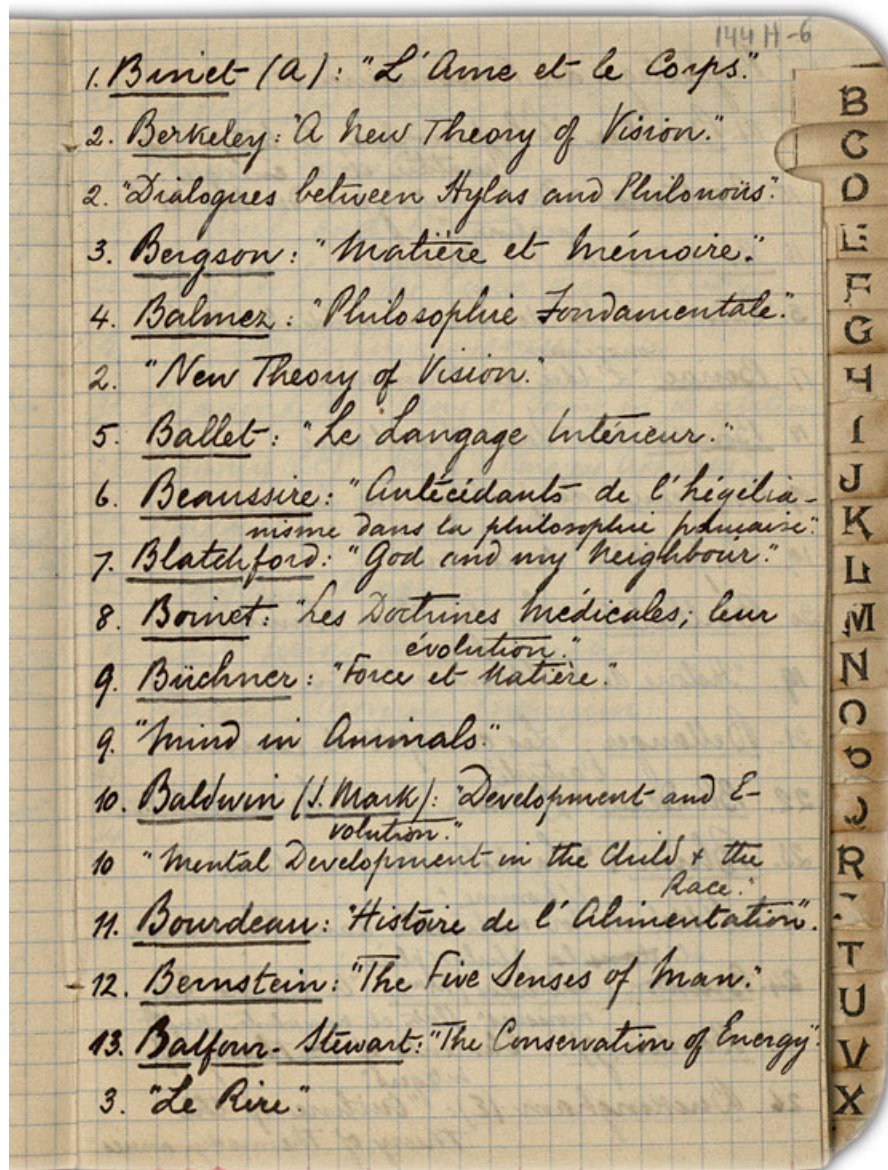 144 H-6
1. Binet (A): "L'Ame et le Corps."
2. Berkeley: "A New Theory of Vision."
2. "Dialogues between Hylas and Philonoüs".
3. Bergson: "Matière et Mémoire."
4. Balmez: "Philosophie Fondamentale".
2. "New Theory of Vision."
5. Ballet: "Le Langage Intérieur."
6. Beaussire: "Antécédants de l'hégélia-
nisme dans la philosophie française".
7. Blatchford: "God and my Neighbour".
8. Boinet: "Les Doctrines Médicales; leur
évolution."
9. Büchner: "Force et Matière."
9. "Mind in Animals."
10. Baldwin (J. Mark): "Development and E-
volution."
10 "Mental Development in the Child & the
Race."
11. Bourdeau: "Histoire de l'Alimentation".
12. Bernstein: "The Five Senses of Man."
13. Balfour-Stewart: "The Conservation of Energy".
3. "Le Rire."
B
C
D
E
F
G
H
I
J
K
L
M
N
O
P
R
T
U
V
X